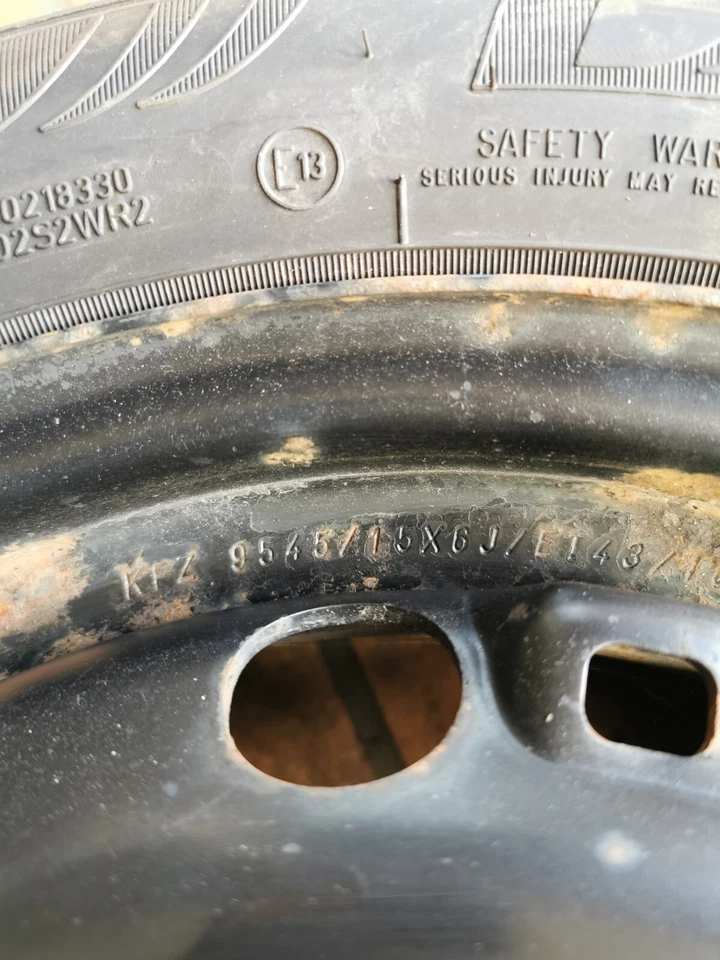 0218330
02S2WR2
E13
SAFETY WAR
SERIOUS INJURY MAY RE
KFZ 9545/15X6J/ET43/